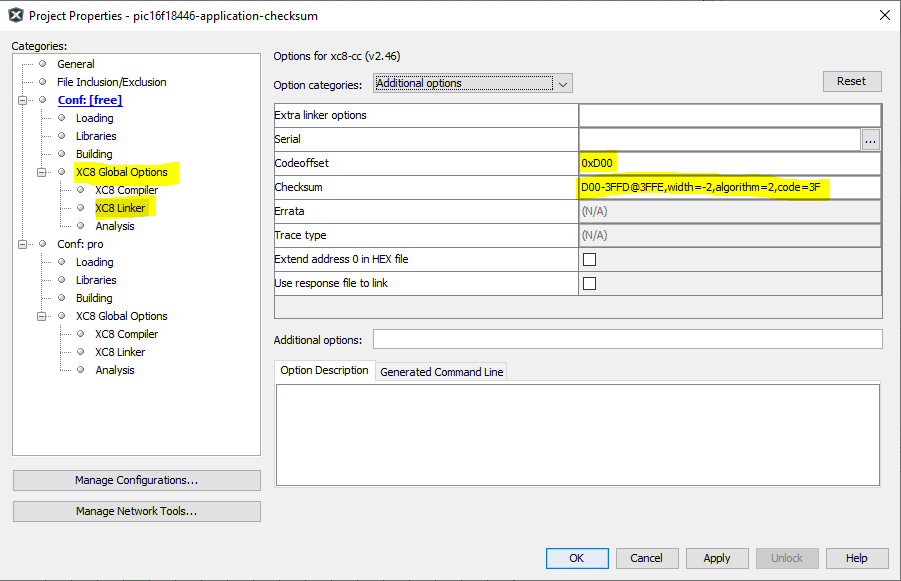 Project Properties - pic16f18446-application-checksum
Categories:
General
File Inclusion/Exclusion
Conf: [free]
Loading
Libraries
Building
XC8 Global Options
XC8 Compiler
XC8 Linker
Analysis
Conf: pro
Loading
Libraries
Building
XC8 Global Options
XC8 Compiler
XC8 Linker
Analysis
Manage Configurations...
Manage Network Tools...
Options for xc8-cc (v2.46)
Option categories: Additional options
Reset
Extra linker options
Serial ...
Codeoffset 0xD00
Checksum D00-3FFD@3FFE,width=-2,algorithm=2,code=3F
Errata (N/A)
Trace type (N/A)
Extend address 0 in HEX file
Use response file to link
Additional options:
Option Description Generated Command Line
OK Cancel Apply Unlock Help